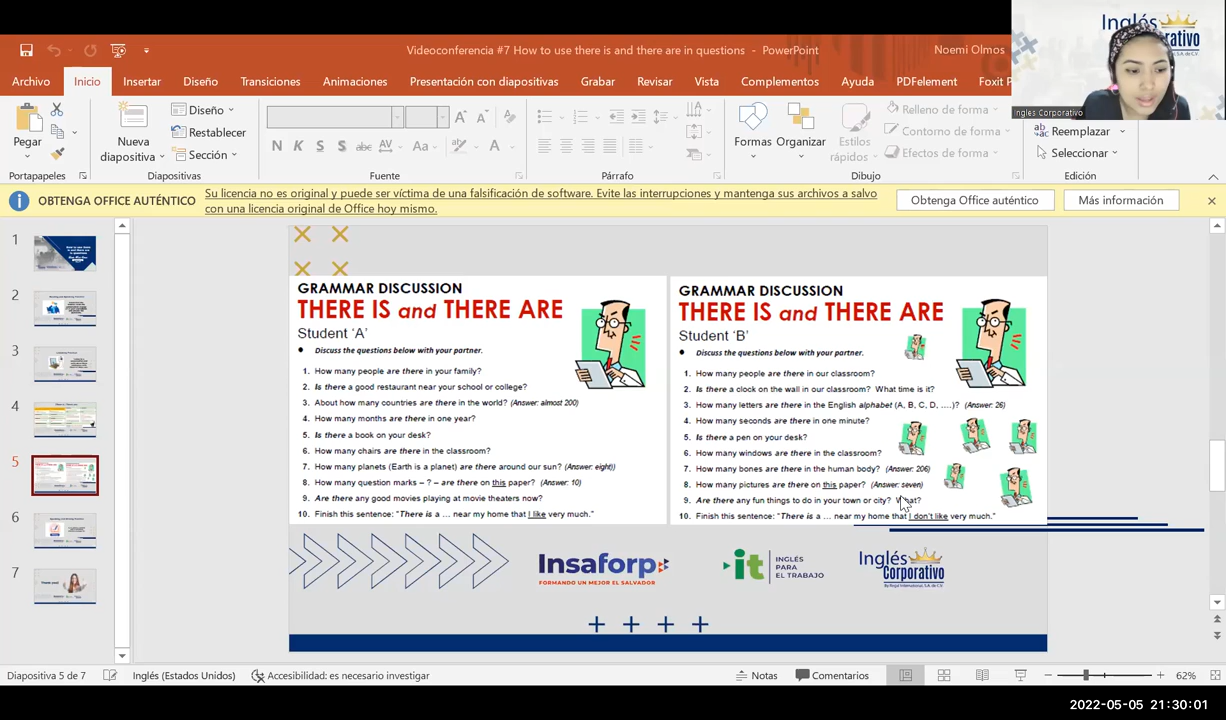 Videoconferencia #7 How to use there is and there are in questions - PowerPoint
Noemi Olmos
Inglés
Corporativo
Ingles Corporativo
Archivo Inicio Insertar Diseño Transiciones Animaciones Presentación con diapositivas Grabar Revisar Vista Complementos Ayuda PDFelement Foxit P
Pegar
Nueva
diapositiva
Diseño
Restablecer
Sección
N K S S abc AV Aa A
Formas
Organizar
Estilos
rápidos
Relleno de forma
Contorno de forma
Efectos de forma
Reemplazar
Seleccionar
Portapapeles Diapositivas Fuente Párrafo Dibujo Edición
OBTENGA OFFICE AUTÉNTICO
Su licencia no es original y puede ser víctima de una falsificación de software. Evite las interrupciones y mantenga sus archivos a salvo
con una licencia original de Office hoy mismo.
Obtenga Office auténtico
Más información
1
2
3
4
5
6
7
GRAMMAR DISCUSSION
THERE IS and THERE ARE
Student 'A'
• Discuss the questions below with your partner.
1. How many people are there in your family?
2. Is there a good restaurant near your school or college?
3. About how many countries are there in the world? (Answer: almost 200)
4. How many months are there in one year?
5. Is there a book on your desk?
6. How many chairs are there in the classroom?
7. How many planets (Earth is a planet) are there around our sun? (Answer: eight))
8. How many question marks – ? – are there on this paper? (Answer: 10)
9. Are there any good movies playing at movie theaters now?
10. Finish this sentence: "There is a … near my home that I like very much."
GRAMMAR DISCUSSION
THERE IS and THERE ARE
Student 'B'
• Discuss the questions below with your partner.
1. How many people are there in our classroom?
2. Is there a clock on the wall in our classroom? What time is it?
3. How many letters are there in the English alphabet (A, B, C, D, ….)? (Answer: 26)
4. How many seconds are there in one minute?
5. Is there a pen on your desk?
6. How many windows are there in the classroom?
7. How many bones are there in the human body? (Answer: 206)
8. How many pictures are there on this paper? (Answer: seven)
9. Are there any fun things to do in your town or city? What?
10. Finish this sentence: "There is a … near my home that I don't like very much."
Insaforp
FORMANDO UN MEJOR EL SALVADOR
it
INGLÉS
PARA
EL TRABAJO
Inglés
Corporativo
Diapositiva 5 de 7
Inglés (Estados Unidos)
Accesibilidad: es necesario investigar
Notas
Comentarios
62%
2022-05-05 21:30:01